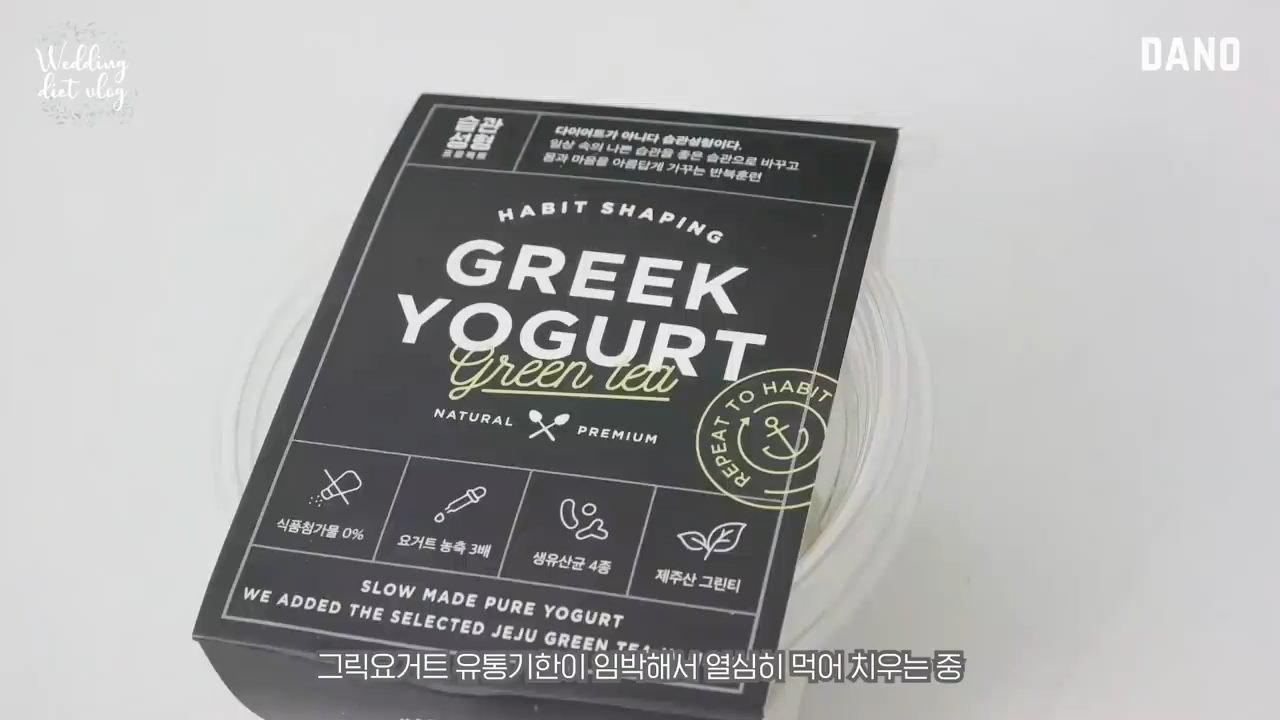 Wedding
diet vlog
DANO
습관
성형
프로젝트
다이어트가 아니다 습관성형이다.
일상 속의 나쁜 습관을 좋은 습관으로 바꾸고
몸과 마음을 아름답게 가꾸는 반복훈련
HABIT SHAPING
GREEK
YOGURT
Green tea
NATURAL PREMIUM
REPEAT TO HABIT
식품첨가물 0%
요거트 농축 3배
생유산균 4종
제주산 그린티
SLOW MADE PURE YOGURT
WE ADDED THE SELECTED JEJU GREEN TEA
그릭요거트 유통기한이 임박해서 열심히 먹어 치우는 중